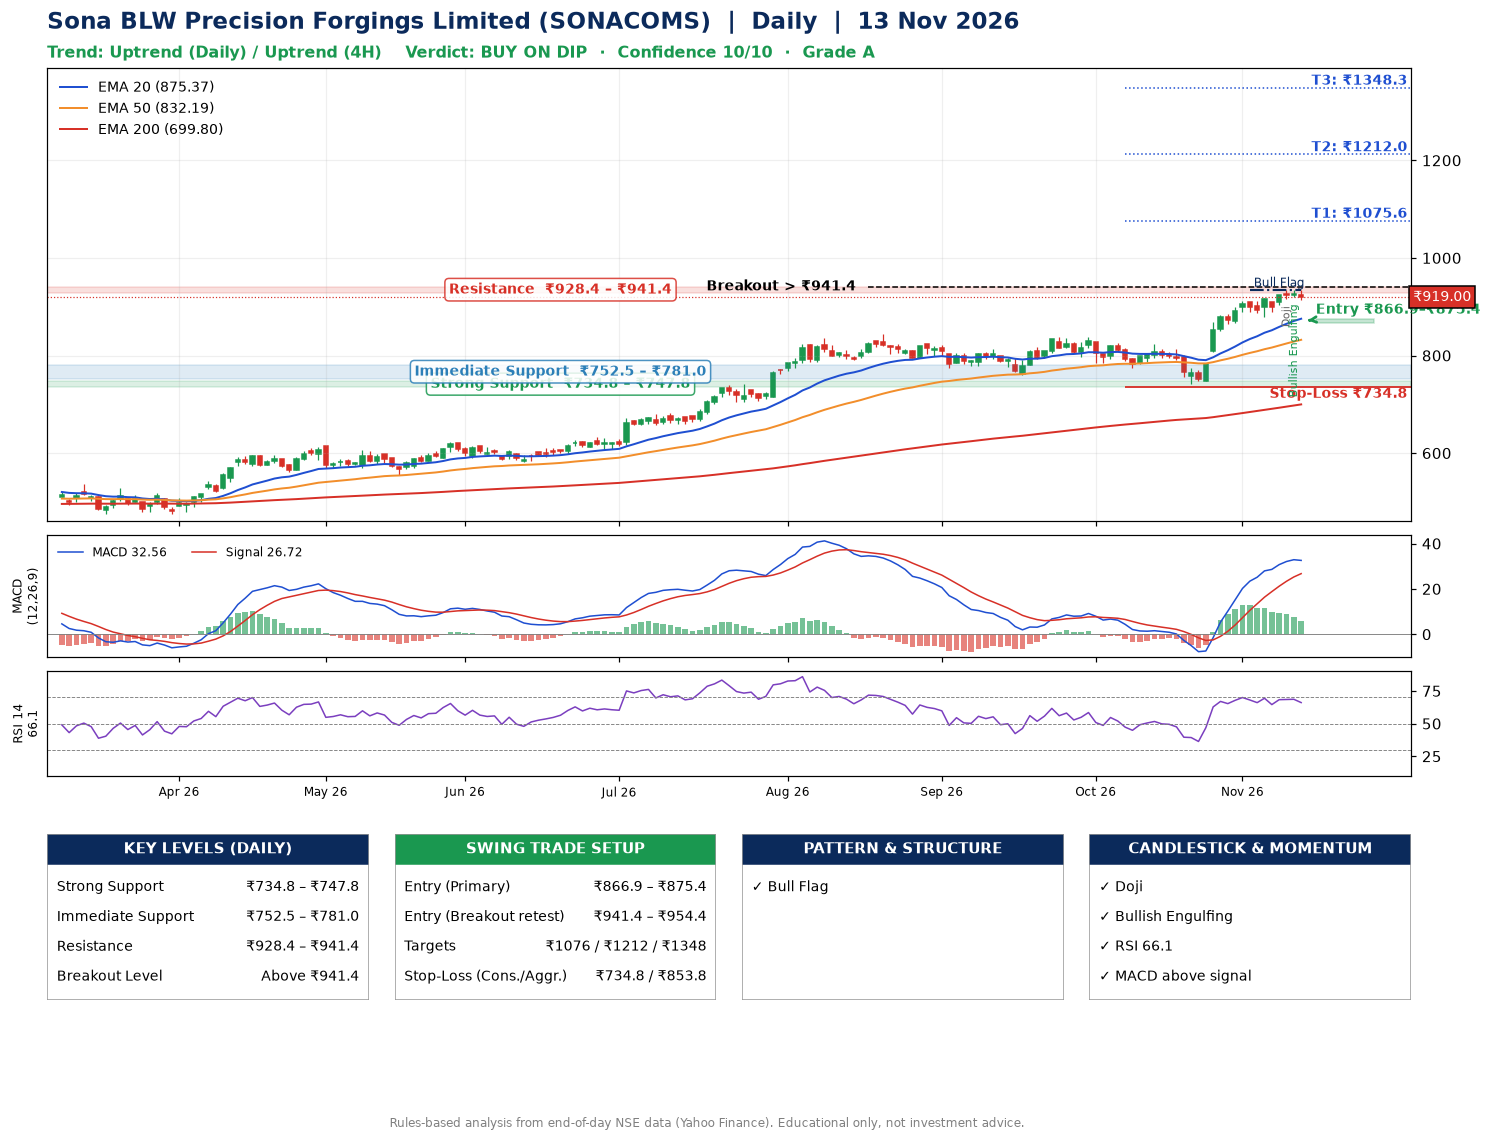 Sona BLW Precision Forgings Limited (SONACOMS) | Daily | 13 Nov 2026
Trend: Uptrend (Daily) / Uptrend (4H) Verdict: BUY ON DIP · Confidence 10/10 · Grade A
EMA 20 (875.37)
EMA 50 (832.19)
EMA 200 (699.80)
T3: ₹1348.3
T2: ₹1212.0
T1: ₹1075.6
1200
1000
800
600
Resistance ₹928.4 – ₹941.4
Breakout > ₹941.4
Bull Flag
₹919.00
Entry ₹866.9–₹875.4
Doji
Bullish Engulfing
Immediate Support ₹752.5 – ₹781.0
Strong Support ₹734.8 – ₹747.8
Stop-Loss ₹734.8
MACD
(12,26,9)
MACD 32.56
Signal 26.72
40
20
0
RSI 14
66.1
75
50
25
Apr 26
May 26
Jun 26
Jul 26
Aug 26
Sep 26
Oct 26
Nov 26
KEY LEVELS (DAILY)
Strong Support ₹734.8 – ₹747.8
Immediate Support ₹752.5 – ₹781.0
Resistance ₹928.4 – ₹941.4
Breakout Level Above ₹941.4
SWING TRADE SETUP
Entry (Primary) ₹866.9 – ₹875.4
Entry (Breakout retest) ₹941.4 – ₹954.4
Targets ₹1076 / ₹1212 / ₹1348
Stop-Loss (Cons./Aggr.) ₹734.8 / ₹853.8
PATTERN & STRUCTURE
✓ Bull Flag
CANDLESTICK & MOMENTUM
✓ Doji
✓ Bullish Engulfing
✓ RSI 66.1
✓ MACD above signal
Rules-based analysis from end-of-day NSE data (Yahoo Finance). Educational only, not investment advice.